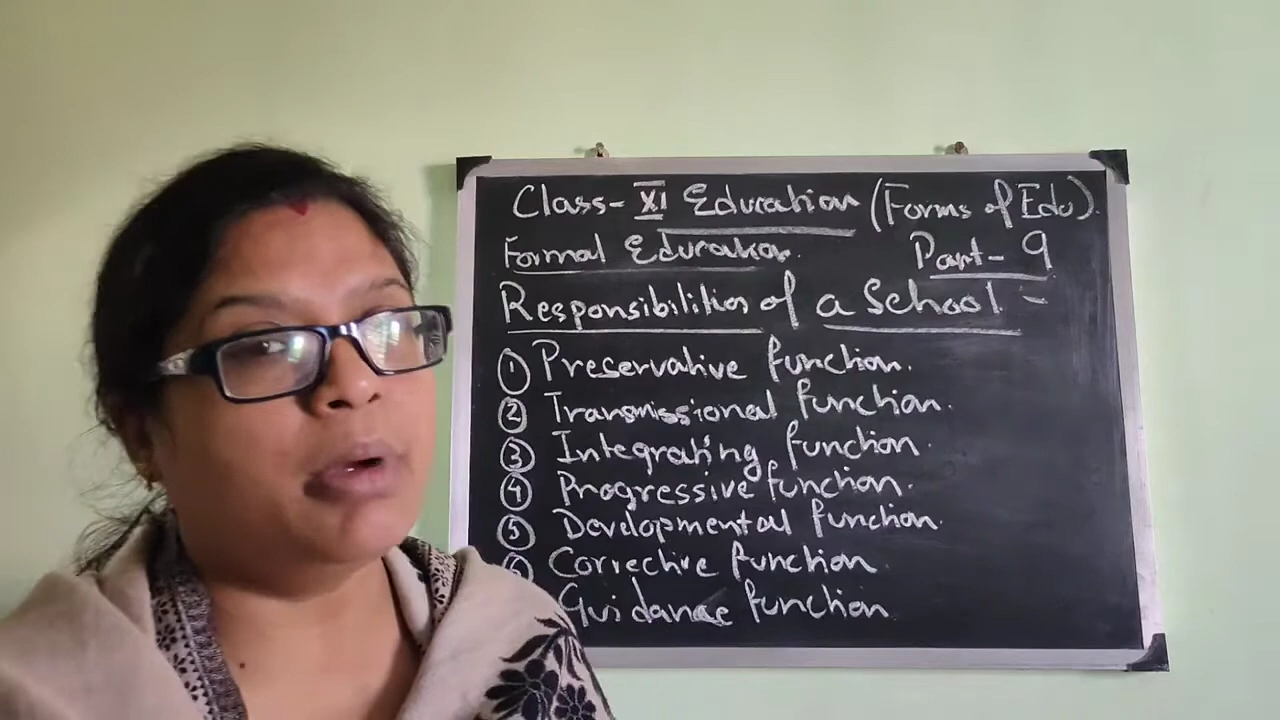 Class- XI Education (Forms of Edu).
Formal Education. Part- 9
Responsibilities of a School :-
① Preservative function.
② Transmissional function.
③ Integrating function.
④ Progressive function.
⑤ Developmental function.
⑥ Corrective function
Guidance function